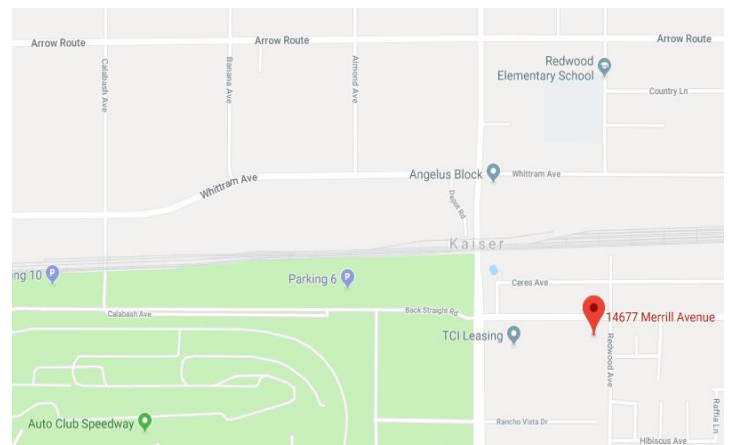 Arrow Route
Arrow Route
Arrow Route
Calabash Ave
Banana Ave
Almond Ave
Redwood
Elementary School
Country Ln
Whittram Ave
Angelus Block
Whittram Ave
Depot Rd
Kaiser
ing 10
P
Parking 6
P
Ceres Ave
Calabash Ave
Back Straight Rd
14677 Merrill Avenue
TCI Leasing
Redwood Ave
Auto Club Speedway
Rancho Vista Dr
Raffia Ln
Hibiscus Ave